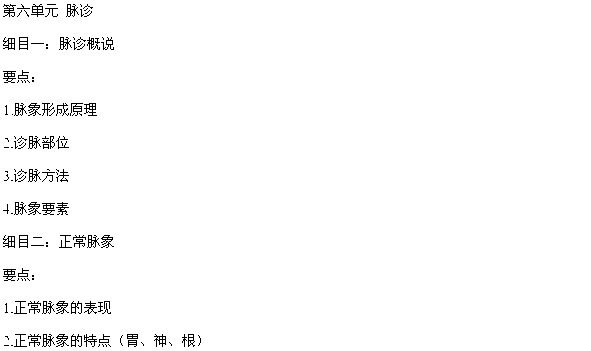 第六单元 脉诊
细目一：脉诊概说
要点：
1.脉象形成原理
2.诊脉部位
3.诊脉方法
4.脉象要素
细目二：正常脉象
要点：
1.正常脉象的表现
2.正常脉象的特点（胃、神、根）